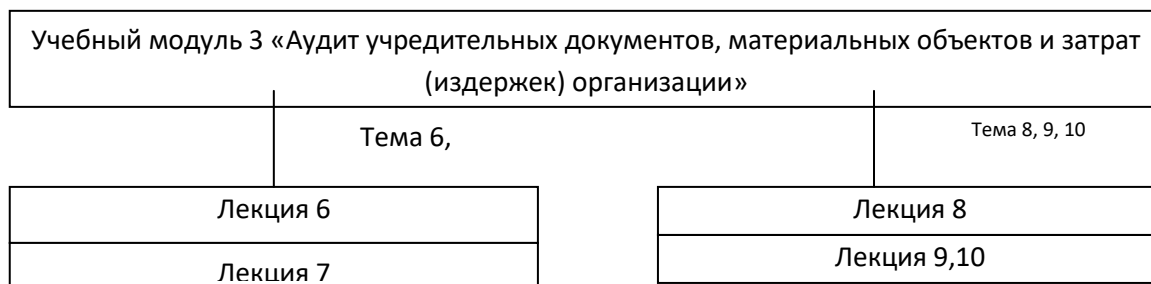 Учебный модуль 3 «Аудит учредительных документов, материальных объектов и затрат
(издержек) организации»
Тема 6,
Тема 8, 9, 10
Лекция 6
Лекция 8
Лекция 7
Лекция 9,10